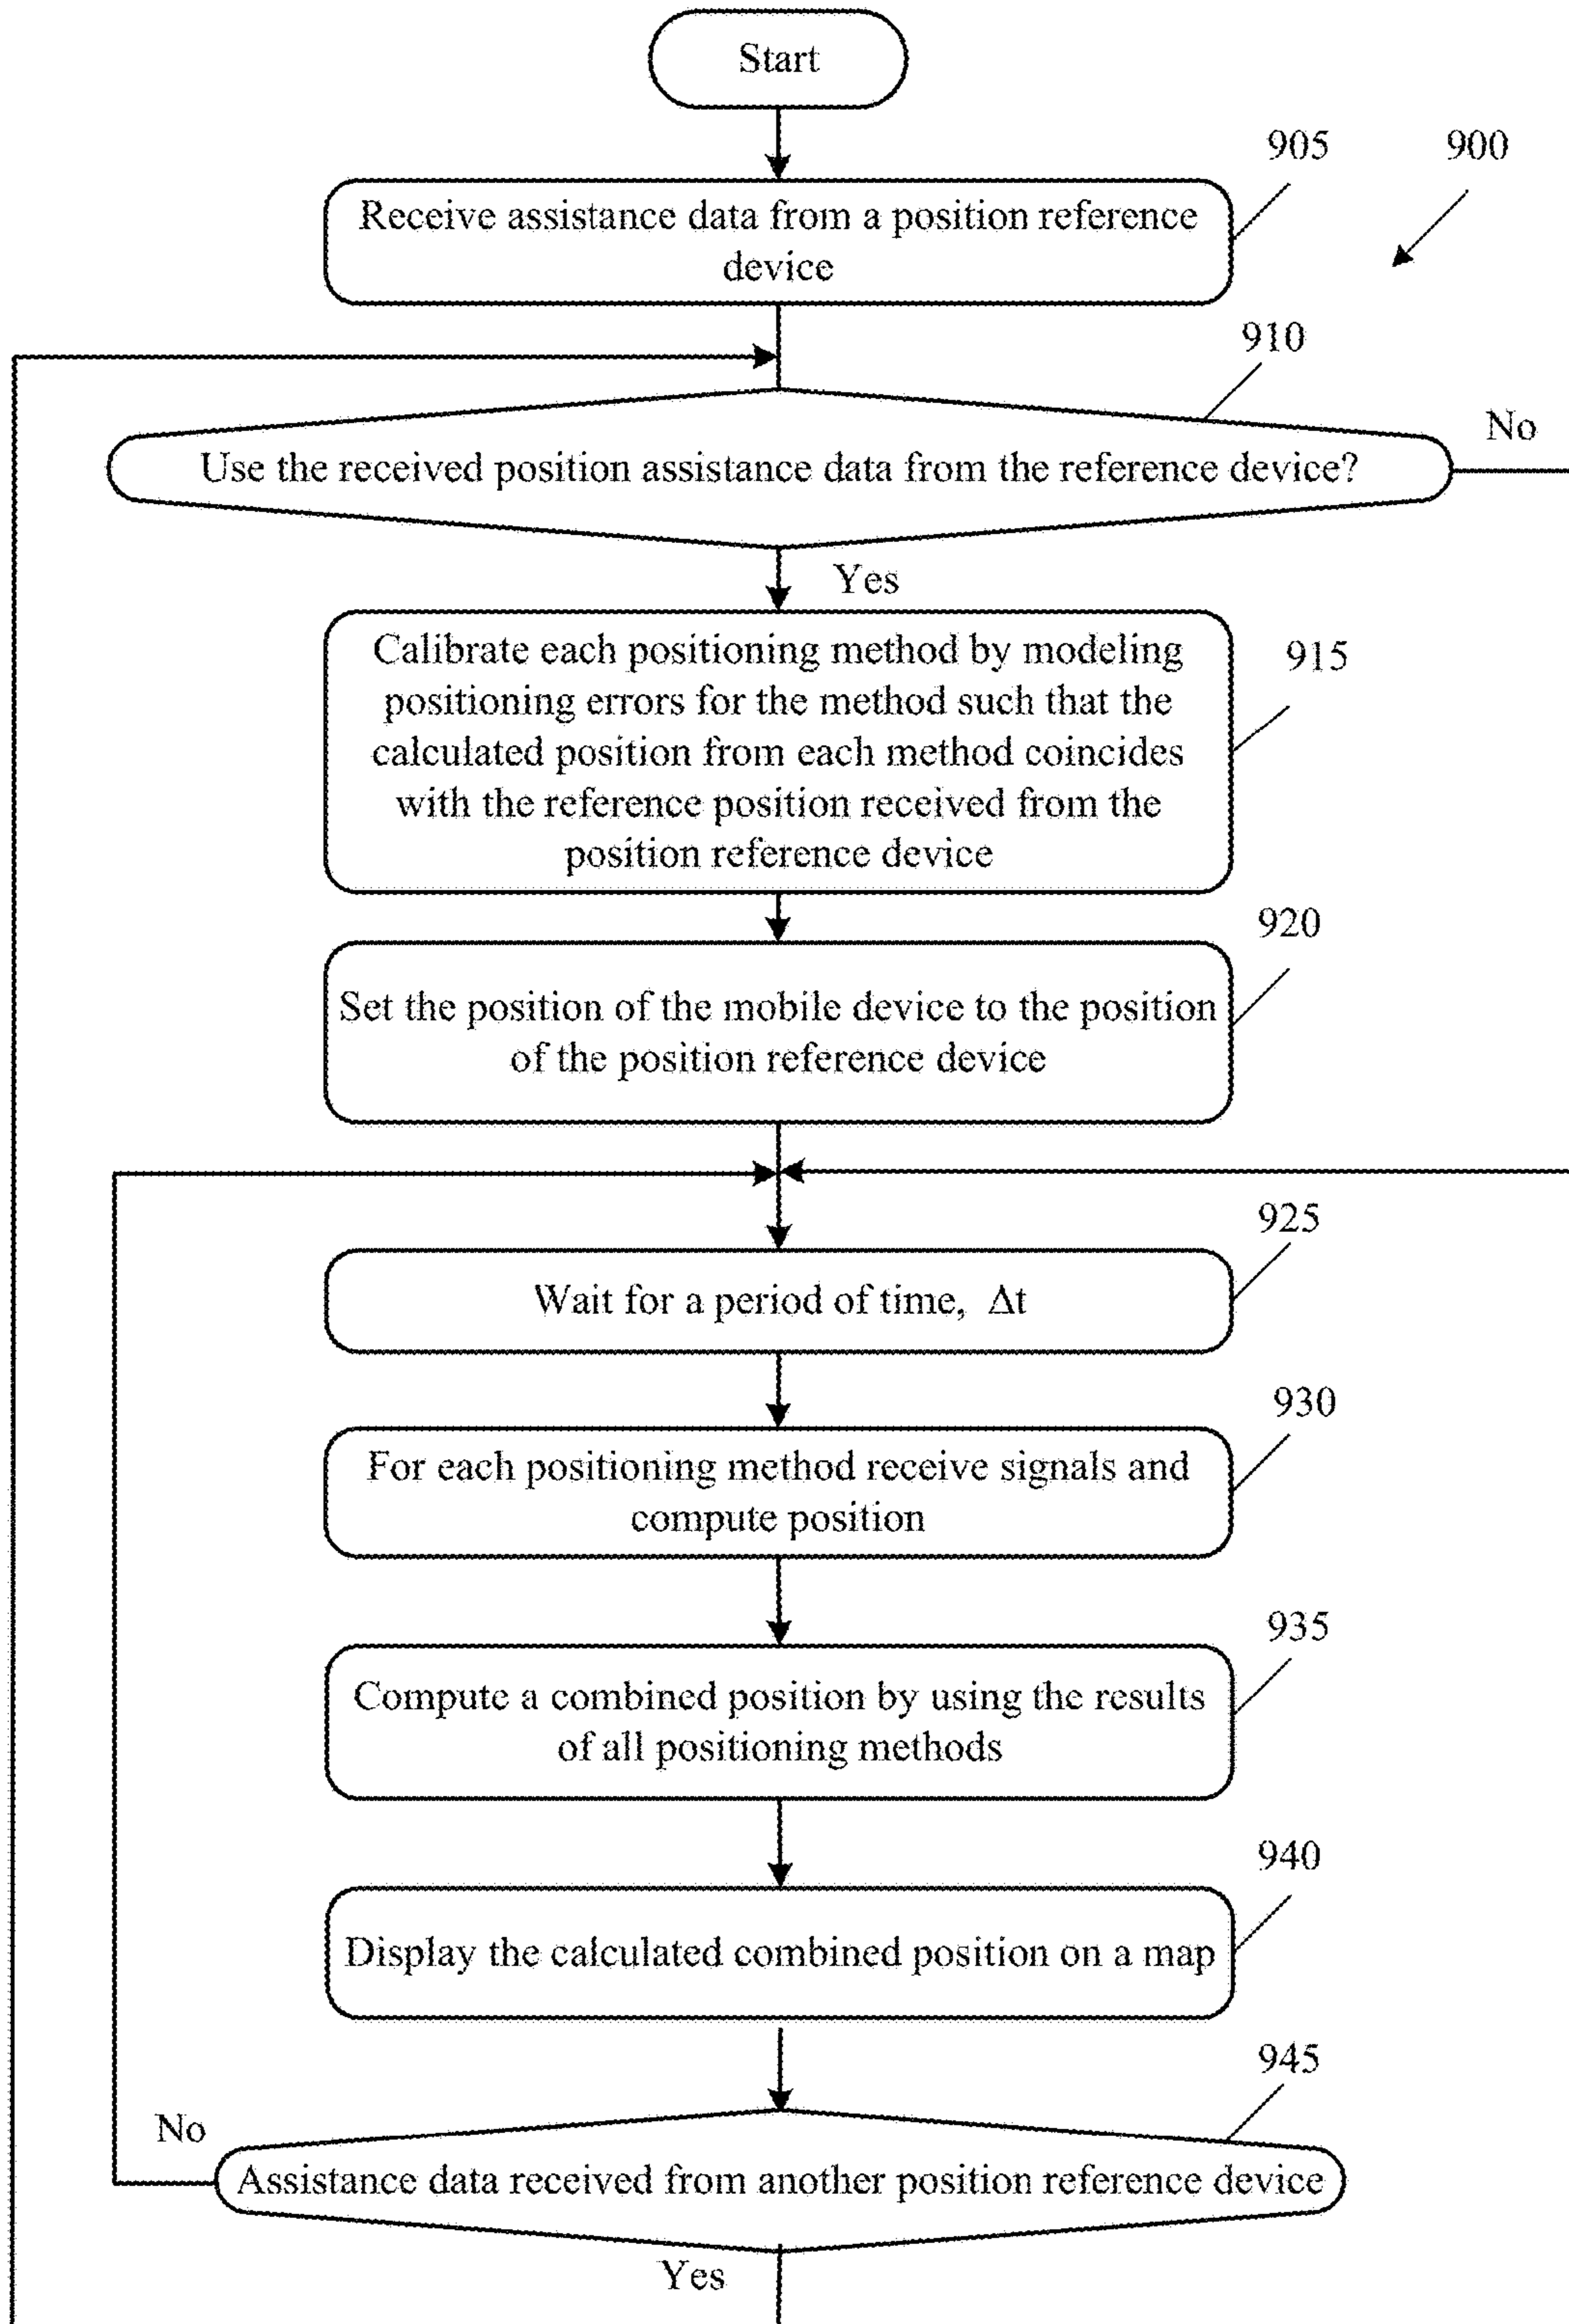 Start
905
900
Receive assistance data from a position reference
device
910
No
Use the received position assistance data from the reference device?
Yes
Calibrate each positioning method by modeling
positioning errors for the method such that the
calculated position from each method coincides
with the reference position received from the
position reference device
915
920
Set the position of the mobile device to the position
of the position reference device
925
Wait for a period of time, Δt
930
For each positioning method receive signals and
compute position
935
Compute a combined position by using the results
of all positioning methods
940
Display the calculated combined position on a map
945
No
Assistance data received from another position reference device
Yes